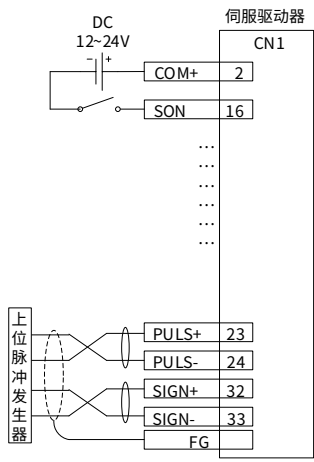 伺服驱动器
DC
12~24V
CN1
- +
COM+ 2
SON 16
...
...
...
...
...
...
上位脉冲发生器
PULS+ 23
PULS- 24
SIGN+ 32
SIGN- 33
FG